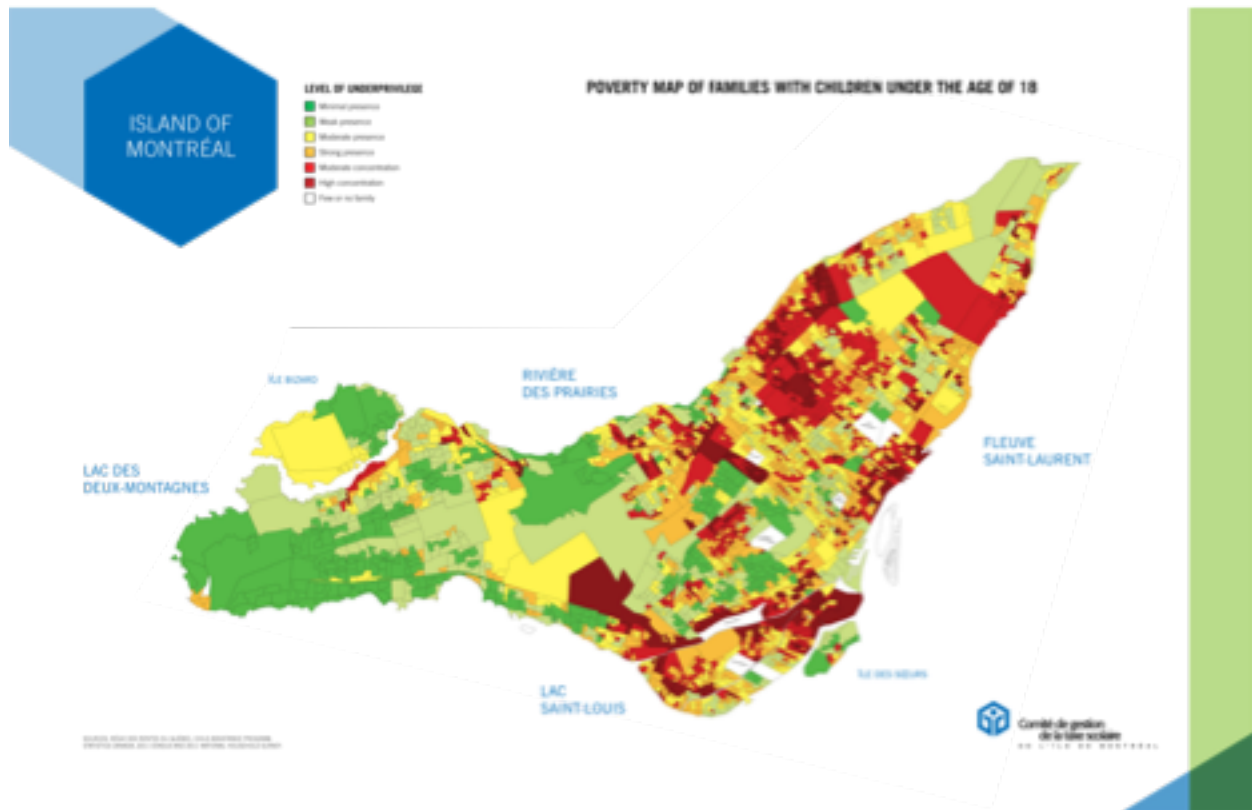 ISLAND OF
MONTRÉAL
LEVEL OF UNDERPRIVILEGE
Minimal presence
Weak presence
Moderate presence
Strong presence
Moderate concentration
High concentration
Few or no family
POVERTY MAP OF FAMILIES WITH CHILDREN UNDER THE AGE OF 18
ÎLE BIZARD
RIVIÈRE
DES PRAIRIES
LAC DES
DEUX-MONTAGNES
FLEUVE
SAINT-LAURENT
ÎLE DES SŒURS
LAC
SAINT-LOUIS
Comité de gestion
de la taxe scolaire
DE L'ÎLE DE MONTRÉAL